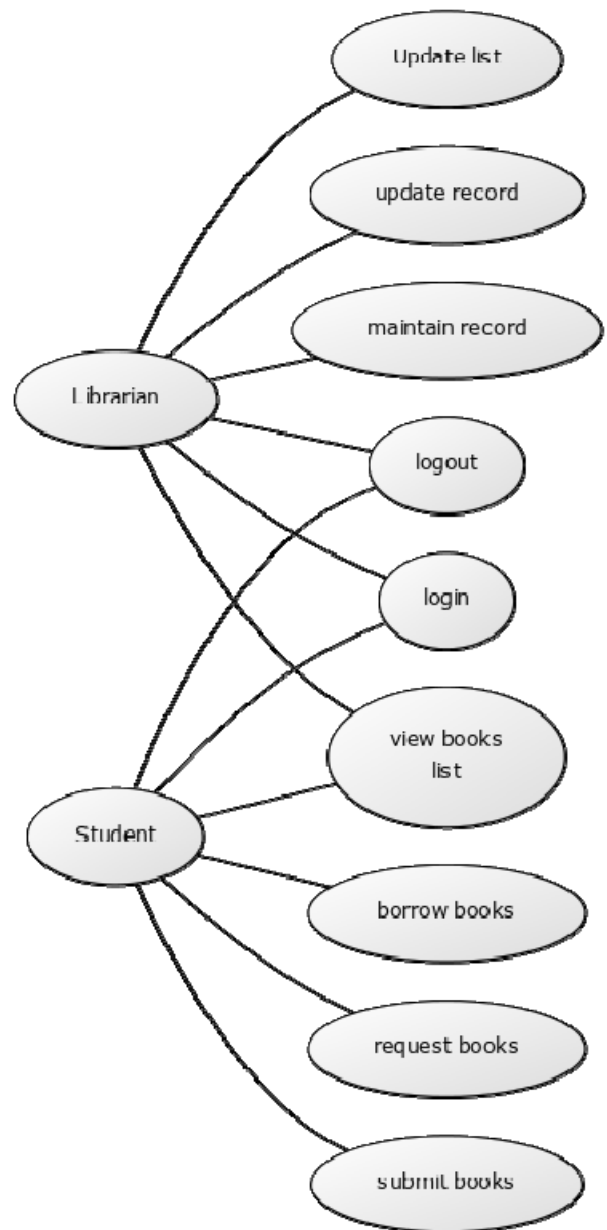 Update list
update record
maintain record
Librarian
logout
login
view books
list
Student
borrow books
request books
submit books